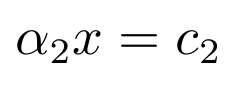 α₂x = c₂